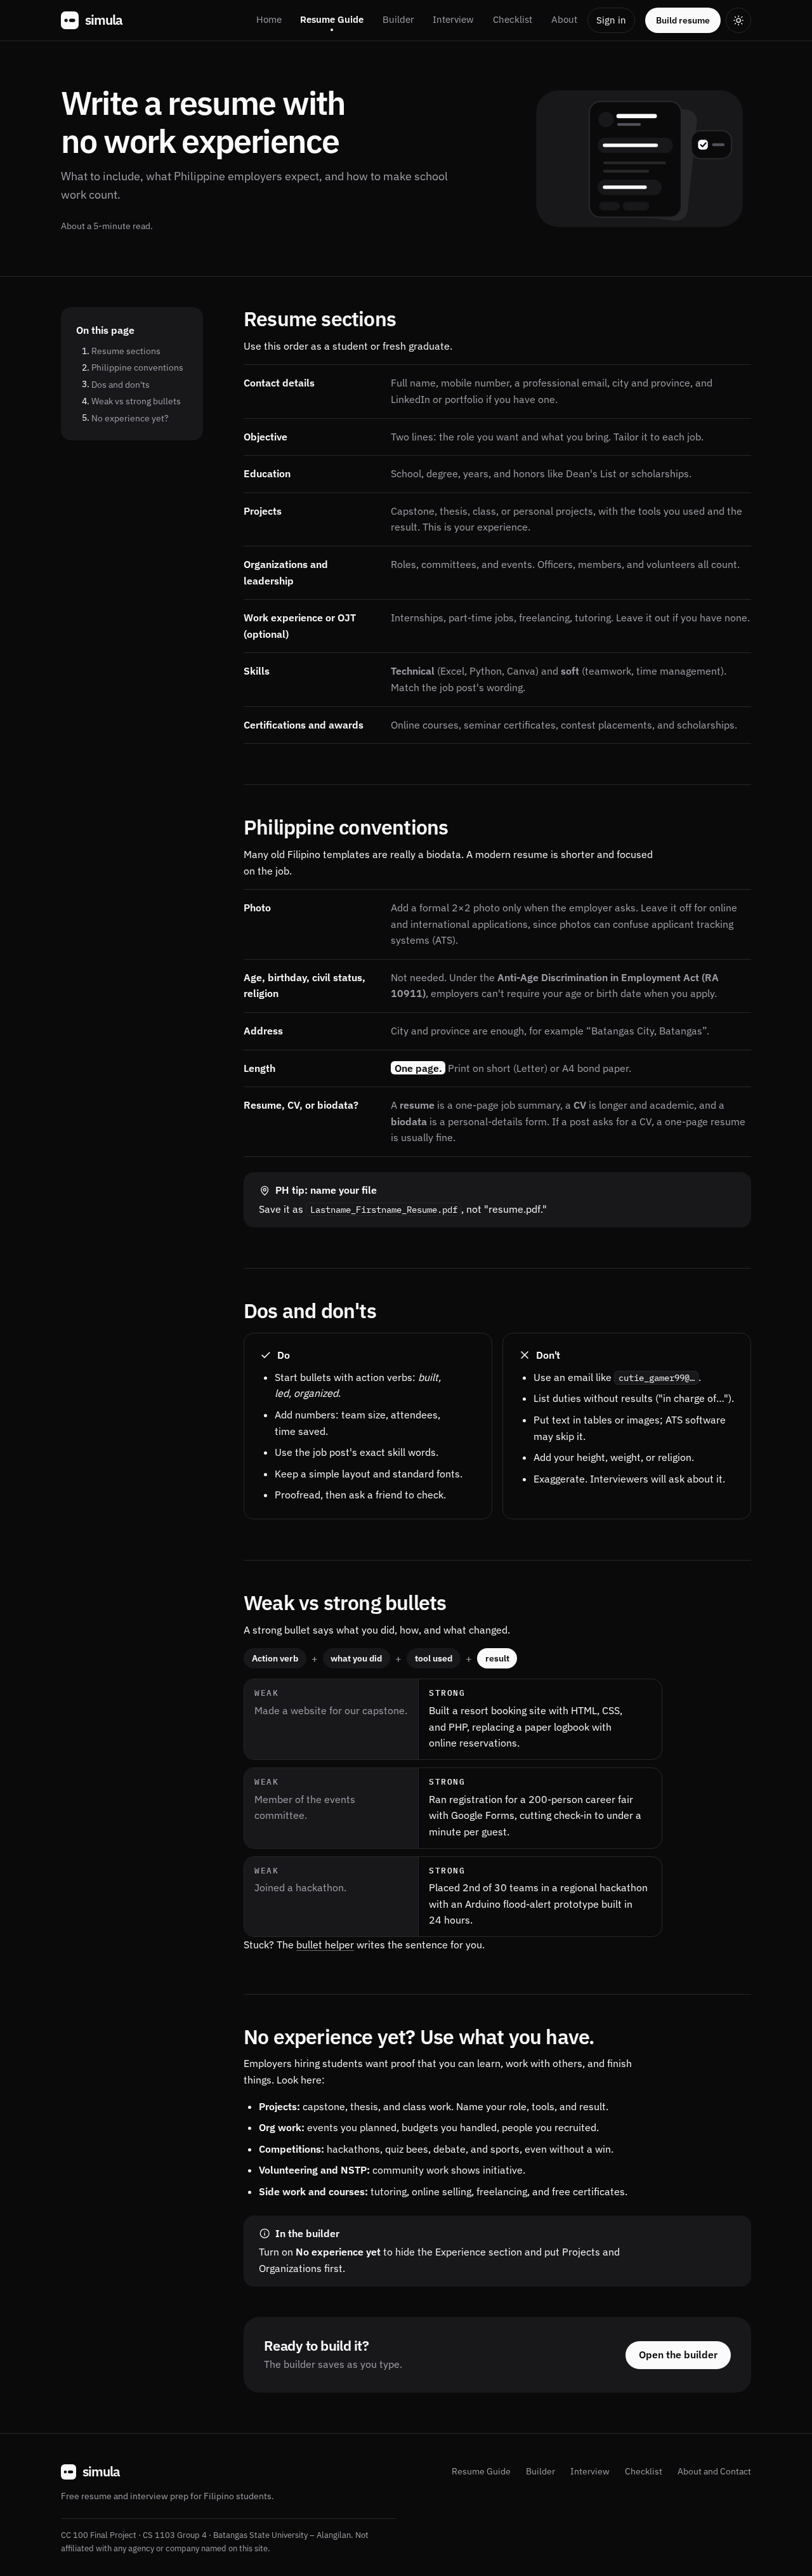 simula
Home Resume Guide Builder Interview Checklist About Sign in Build resume
Write a resume with
no work experience
What to include, what Philippine employers expect, and how to make school
work count.
About a 5-minute read.
On this page
1. Resume sections
2. Philippine conventions
3. Dos and don'ts
4. Weak vs strong bullets
5. No experience yet?
Resume sections
Use this order as a student or fresh graduate.
Contact details
Full name, mobile number, a professional email, city and province, and
LinkedIn or portfolio if you have one.
Objective
Two lines: the role you want and what you bring. Tailor it to each job.
Education
School, degree, years, and honors like Dean's List or scholarships.
Projects
Capstone, thesis, class, or personal projects, with the tools you used and the
result. This is your experience.
Organizations and
leadership
Roles, committees, and events. Officers, members, and volunteers all count.
Work experience or OJT
(optional)
Internships, part-time jobs, freelancing, tutoring. Leave it out if you have none.
Skills
Technical (Excel, Python, Canva) and soft (teamwork, time management).
Match the job post's wording.
Certifications and awards
Online courses, seminar certificates, contest placements, and scholarships.
Philippine conventions
Many old Filipino templates are really a biodata. A modern resume is shorter and focused
on the job.
Photo
Add a formal 2×2 photo only when the employer asks. Leave it off for online
and international applications, since photos can confuse applicant tracking
systems (ATS).
Age, birthday, civil status,
religion
Not needed. Under the Anti-Age Discrimination in Employment Act (RA
10911), employers can't require your age or birth date when you apply.
Address
City and province are enough, for example “Batangas City, Batangas”.
Length
One page. Print on short (Letter) or A4 bond paper.
Resume, CV, or biodata?
A resume is a one-page job summary, a CV is longer and academic, and a
biodata is a personal-details form. If a post asks for a CV, a one-page resume
is usually fine.
PH tip: name your file
Save it as Lastname_Firstname_Resume.pdf, not "resume.pdf."
Dos and don'ts
Do
• Start bullets with action verbs: built,
led, organized.
• Add numbers: team size, attendees,
time saved.
• Use the job post's exact skill words.
• Keep a simple layout and standard fonts.
• Proofread, then ask a friend to check.
Don't
• Use an email like cutie_gamer99@….
• List duties without results ("in charge of…").
• Put text in tables or images; ATS software
may skip it.
• Add your height, weight, or religion.
• Exaggerate. Interviewers will ask about it.
Weak vs strong bullets
A strong bullet says what you did, how, and what changed.
Action verb + what you did + tool used + result
WEAK
Made a website for our capstone.
STRONG
Built a resort booking site with HTML, CSS,
and PHP, replacing a paper logbook with
online reservations.
WEAK
Member of the events
committee.
STRONG
Ran registration for a 200-person career fair
with Google Forms, cutting check-in to under a
minute per guest.
WEAK
Joined a hackathon.
STRONG
Placed 2nd of 30 teams in a regional hackathon
with an Arduino flood-alert prototype built in
24 hours.
Stuck? The bullet helper writes the sentence for you.
No experience yet? Use what you have.
Employers hiring students want proof that you can learn, work with others, and finish
things. Look here:
• Projects: capstone, thesis, and class work. Name your role, tools, and result.
• Org work: events you planned, budgets you handled, people you recruited.
• Competitions: hackathons, quiz bees, debate, and sports, even without a win.
• Volunteering and NSTP: community work shows initiative.
• Side work and courses: tutoring, online selling, freelancing, and free certificates.
In the builder
Turn on No experience yet to hide the Experience section and put Projects and
Organizations first.
Ready to build it?
The builder saves as you type.
Open the builder
simula
Resume Guide Builder Interview Checklist About and Contact
Free resume and interview prep for Filipino students.
CC 100 Final Project · CS 1103 Group 4 · Batangas State University – Alangilan. Not
affiliated with any agency or company named on this site.